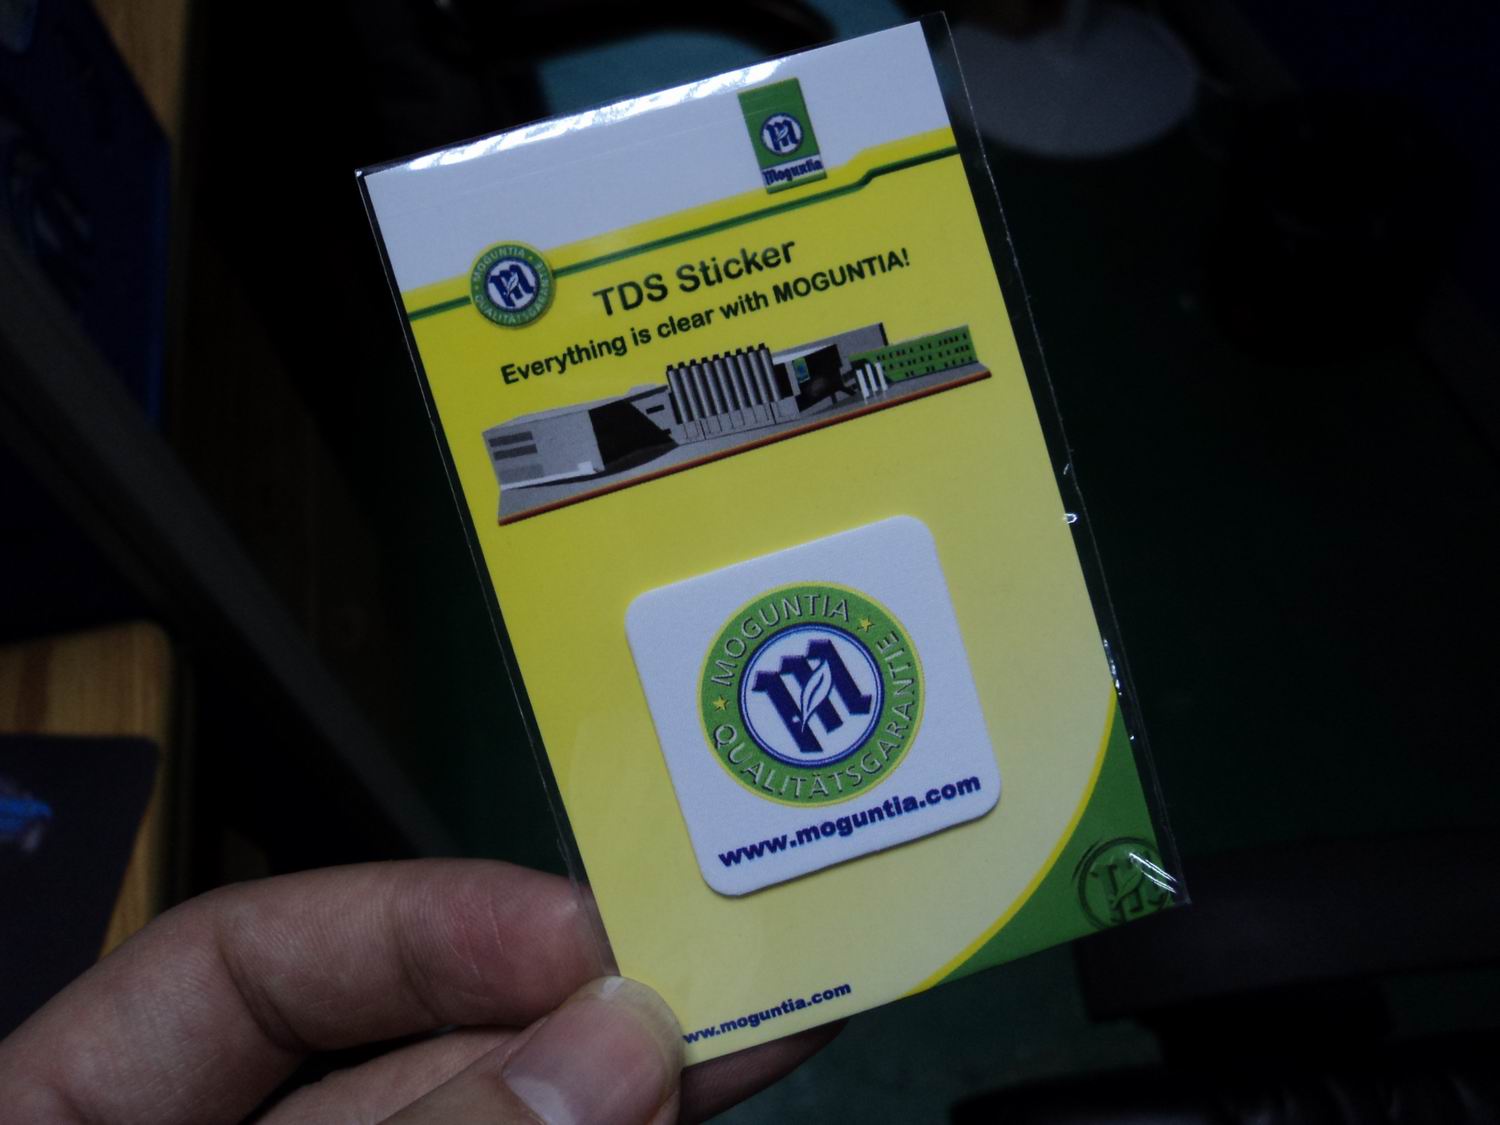 Moguntia
MOGUNTIA
QUALITÄTSGARANTIE
TDS Sticker
Everything is clear with MOGUNTIA!
MOGUNTIA
QUALITÄTSGARANTIE
www.moguntia.com
www.moguntia.com